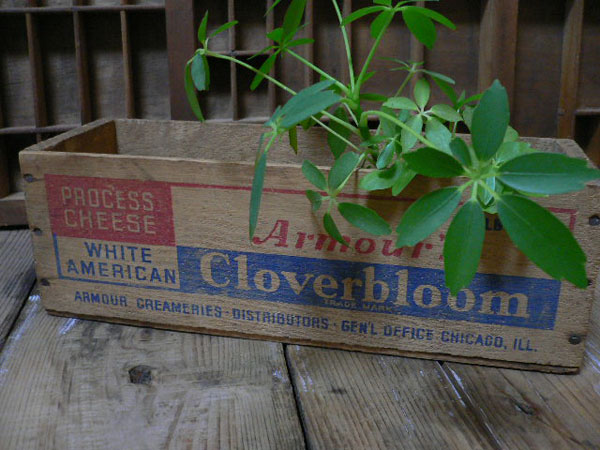 PROCESS
CHEESE
Armour's
WHITE
AMERICAN
Cloverbloom
TRADE MARK
ARMOUR CREAMERIES - DISTRIBUTORS - GEN'L OFFICE CHICAGO, ILL.